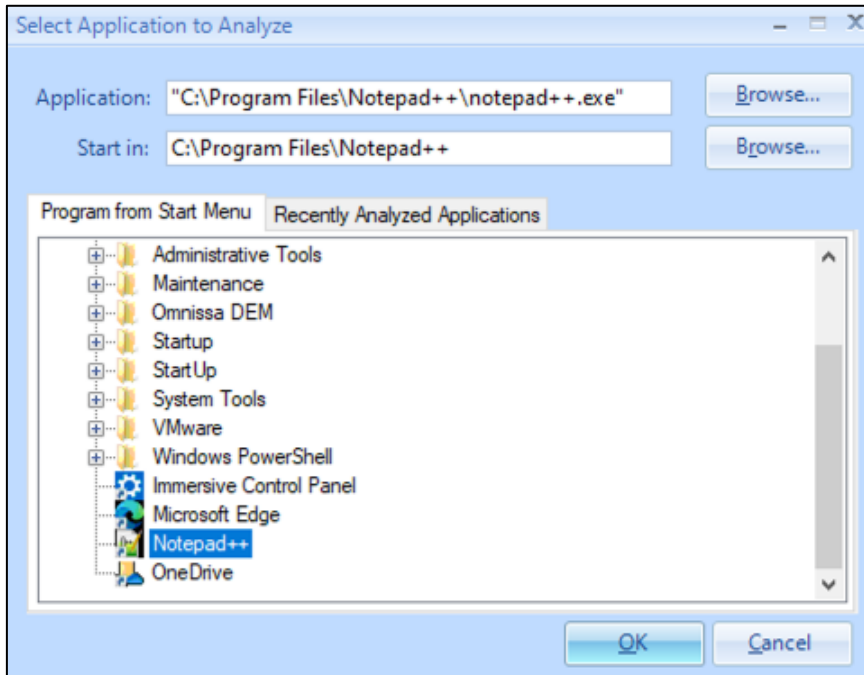 Select Application to Analyze
Application: "C:\Program Files\Notepad++\notepad++.exe" Browse...
Start in: C:\Program Files\Notepad++ Browse...
Program from Start Menu Recently Analyzed Applications
Administrative Tools
Maintenance
Omnissa DEM
Startup
StartUp
System Tools
VMware
Windows PowerShell
Immersive Control Panel
Microsoft Edge
Notepad++
OneDrive
OK Cancel